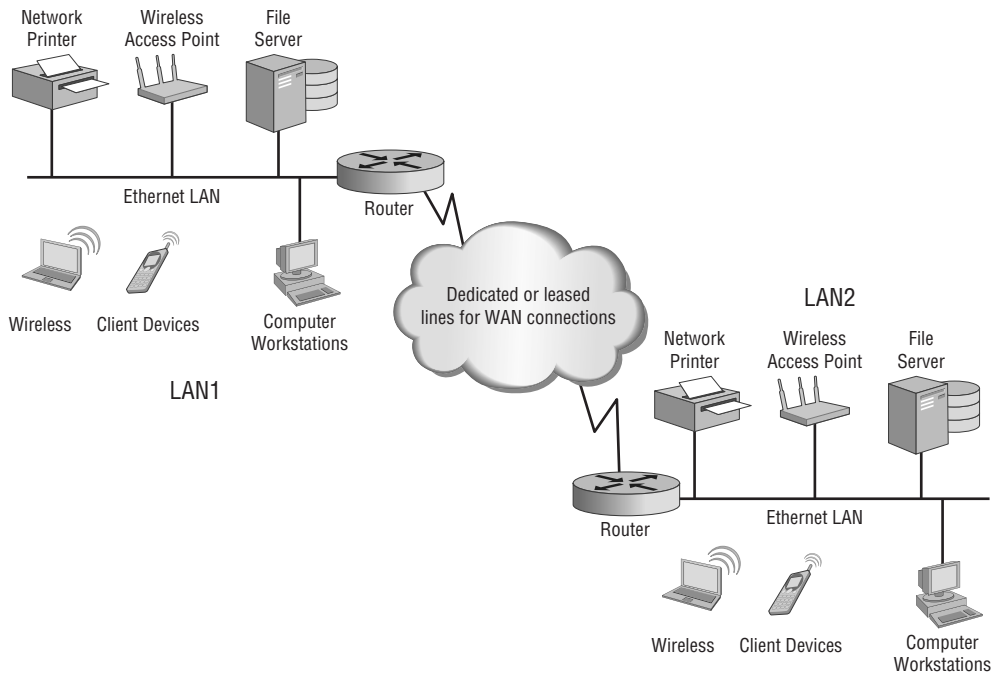 Network
Printer
Wireless
Access Point
File
Server
Ethernet LAN
Router
Wireless
Client Devices
Computer
Workstations
LAN1
Dedicated or leased
lines for WAN connections
LAN2
Network
Printer
Wireless
Access Point
File
Server
Router
Ethernet LAN
Wireless
Client Devices
Computer
Workstations